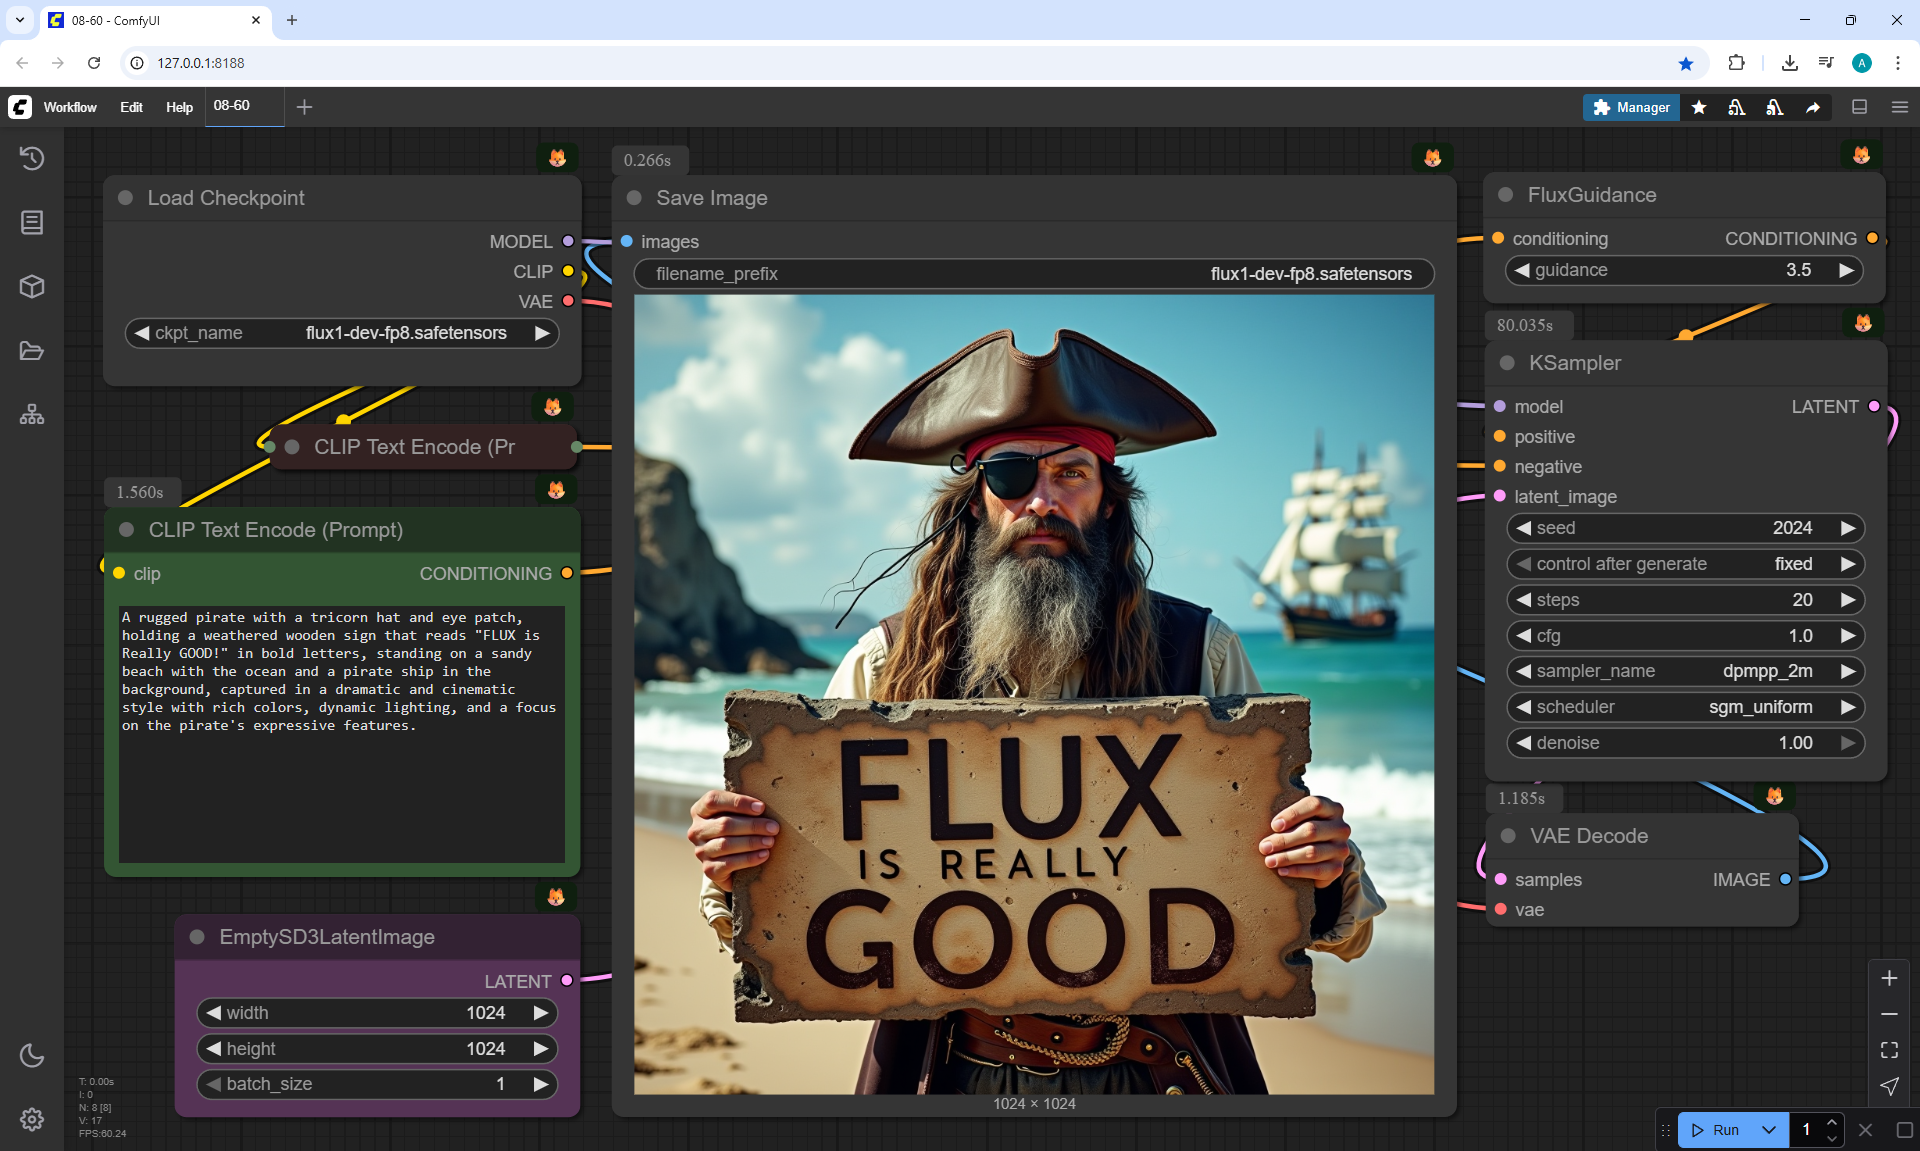 08-60 - ComfyUI
127.0.0.1:8188
Workflow Edit Help 08-60
Manager
Load Checkpoint
MODEL
CLIP
VAE
ckpt_name flux1-dev-fp8.safetensors
CLIP Text Encode (Pr
1.560s
CLIP Text Encode (Prompt)
clip CONDITIONING
A rugged pirate with a tricorn hat and eye patch,
holding a weathered wooden sign that reads "FLUX is
Really GOOD!" in bold letters, standing on a sandy
beach with the ocean and a pirate ship in the
background, captured in a dramatic and cinematic
style with rich colors, dynamic lighting, and a focus
on the pirate's expressive features.
EmptySD3LatentImage
LATENT
width 1024
height 1024
batch_size 1
T: 0.00s
I: 0
N: 8 [8]
V: 17
FPS:60.24
0.266s
Save Image
images
filename_prefix flux1-dev-fp8.safetensors
FLUX
IS REALLY
GOOD
1024 × 1024
FluxGuidance
conditioning CONDITIONING
guidance 3.5
80.035s
KSampler
model LATENT
positive
negative
latent_image
seed 2024
control after generate fixed
steps 20
cfg 1.0
sampler_name dpmpp_2m
scheduler sgm_uniform
denoise 1.00
1.185s
VAE Decode
samples IMAGE
vae
Run 1
A